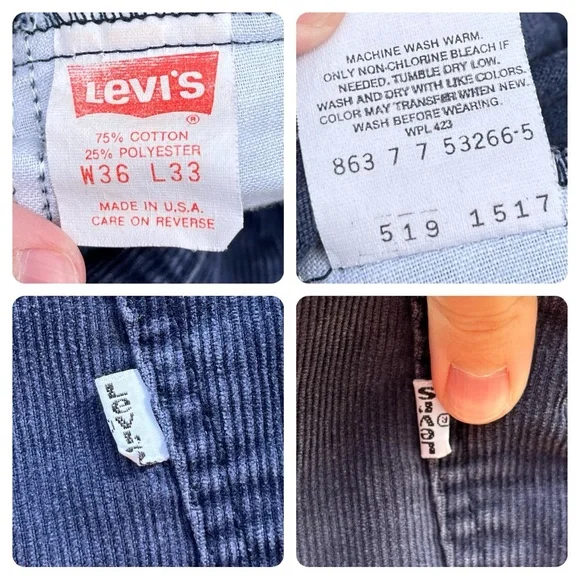 Levi's
®
75% COTTON
25% POLYESTER
W36 L33
MADE IN U.S.A.
CARE ON REVERSE
MACHINE WASH WARM.
ONLY NON-CHLORINE BLEACH IF
NEEDED. TUMBLE DRY LOW.
WASH AND DRY WITH LIKE COLORS.
COLOR MAY TRANSFER WHEN NEW.
WASH BEFORE WEARING.
WPL 423
863 7 7 53266-5
519 1517
Levi's
Levi's
®